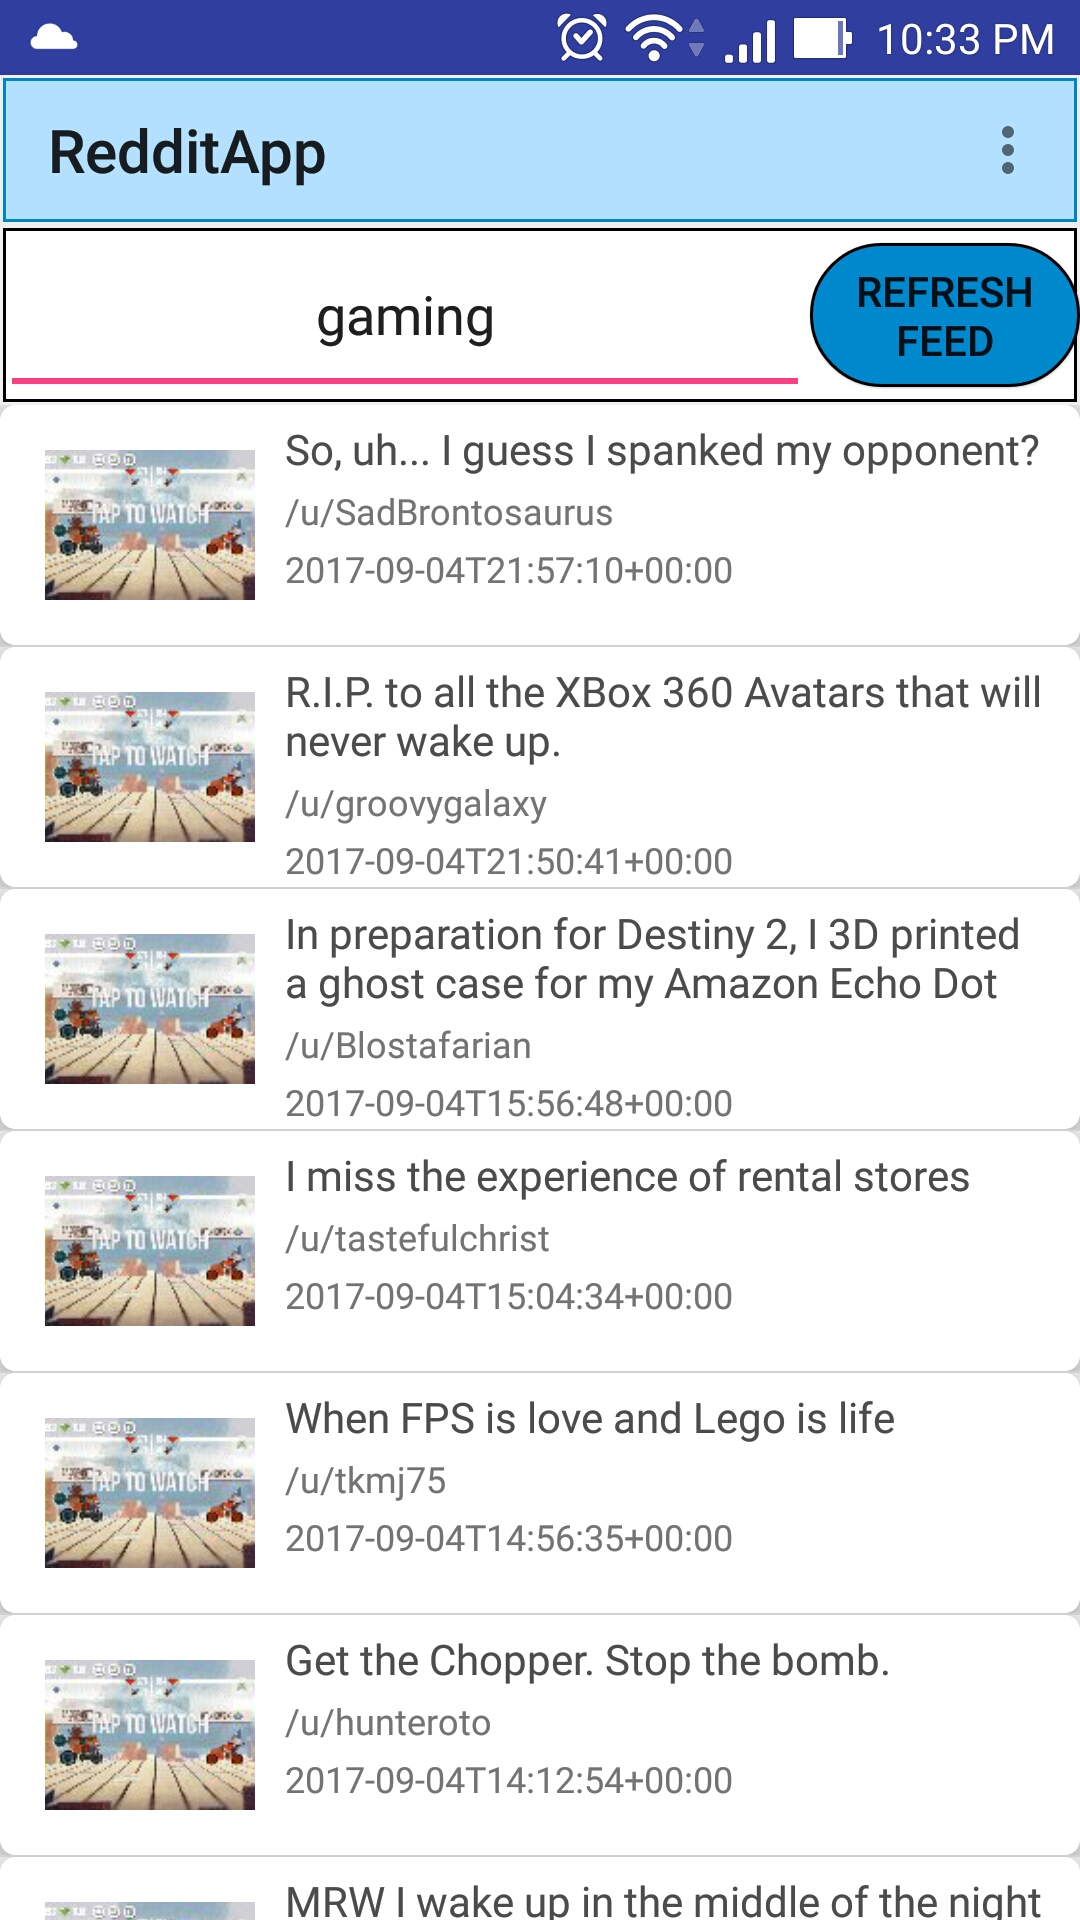 10:33 PM
RedditApp
gaming
REFRESH
FEED
So, uh... I guess I spanked my opponent?
/u/SadBrontosaurus
2017-09-04T21:57:10+00:00
TAP TO WATCH
R.I.P. to all the XBox 360 Avatars that will
never wake up.
/u/groovygalaxy
2017-09-04T21:50:41+00:00
TAP TO WATCH
In preparation for Destiny 2, I 3D printed
a ghost case for my Amazon Echo Dot
/u/Blostafarian
2017-09-04T15:56:48+00:00
TAP TO WATCH
I miss the experience of rental stores
/u/tastefulchrist
2017-09-04T15:04:34+00:00
TAP TO WATCH
When FPS is love and Lego is life
/u/tkmj75
2017-09-04T14:56:35+00:00
TAP TO WATCH
Get the Chopper. Stop the bomb.
/u/hunteroto
2017-09-04T14:12:54+00:00
TAP TO WATCH
MRW I wake up in the middle of the night